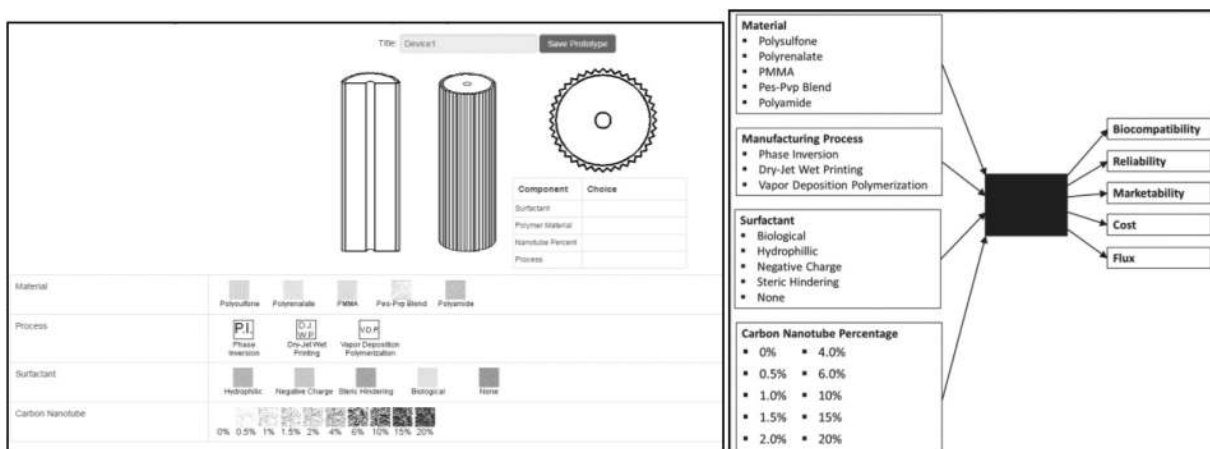 Title: Device1 Save Prototype
Component Choice
Surfactant
Polymer Material
Nanotube Percent
Process
Material
Polysulfone Polyrenalate PMMA Pes-Pvp Blend Polyamide
Process
P.I. D.J. W.P. V.D.P.
Phase Inversion Dry-Jet Wet Printing Vapor Deposition Polymerization
Surfactant
Hydrophilic Negative Charge Steric Hindering Biological None
Carbon Nanotube
0% 0.5% 1% 1.5% 2% 4% 6% 10% 15% 20%
Material
▪ Polysulfone
▪ Polyrenalate
▪ PMMA
▪ Pes-Pvp Blend
▪ Polyamide
Manufacturing Process
▪ Phase Inversion
▪ Dry-Jet Wet Printing
▪ Vapor Deposition Polymerization
Surfactant
▪ Biological
▪ Hydrophillic
▪ Negative Charge
▪ Steric Hindering
▪ None
Carbon Nanotube Percentage
▪ 0% ▪ 4.0%
▪ 0.5% ▪ 6.0%
▪ 1.0% ▪ 10%
▪ 1.5% ▪ 15%
▪ 2.0% ▪ 20%
Biocompatibility
Reliability
Marketability
Cost
Flux